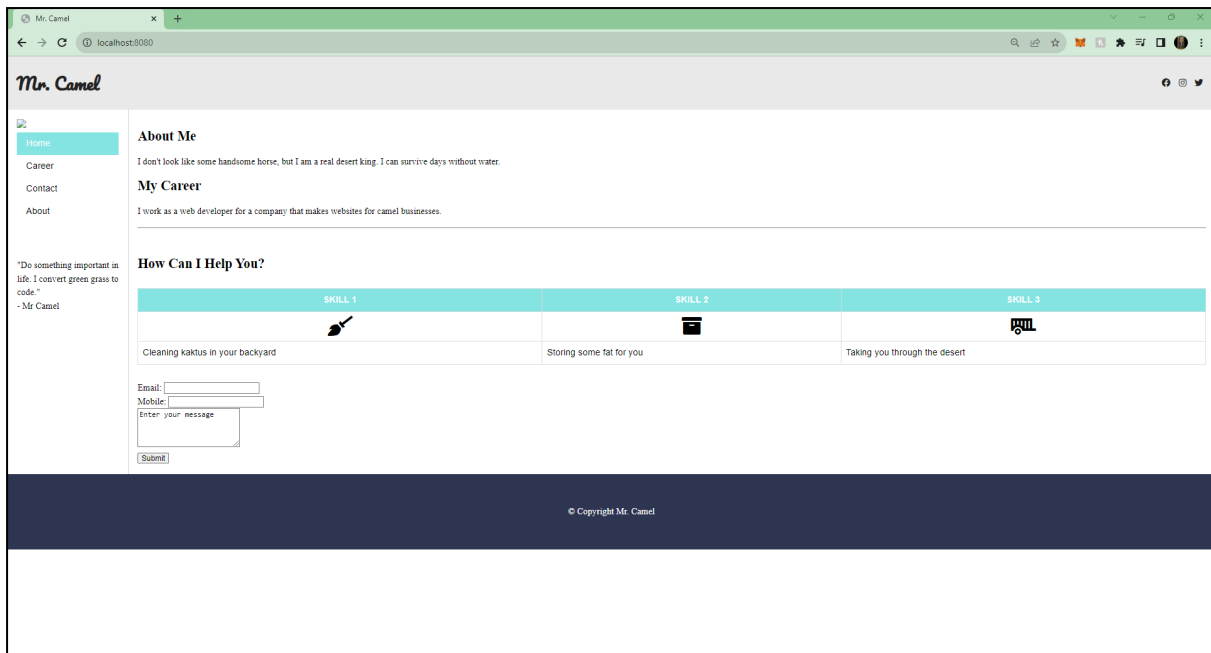 Mr. Camel
localhost:8080
Mr. Camel
Home
Career
Contact
About
"Do something important in
life. I convert green grass to
code."
- Mr Camel
About Me
I don't look like some handsome horse, but I am a real desert king. I can survive days without water.
My Career
I work as a web developer for a company that makes websites for camel businesses.
How Can I Help You?
SKILL 1 SKILL 2 SKILL 3
Cleaning kaktus in your backyard Storing some fat for you Taking you through the desert
Email:
Mobile:
Enter your message
Submit
© Copyright Mr. Camel